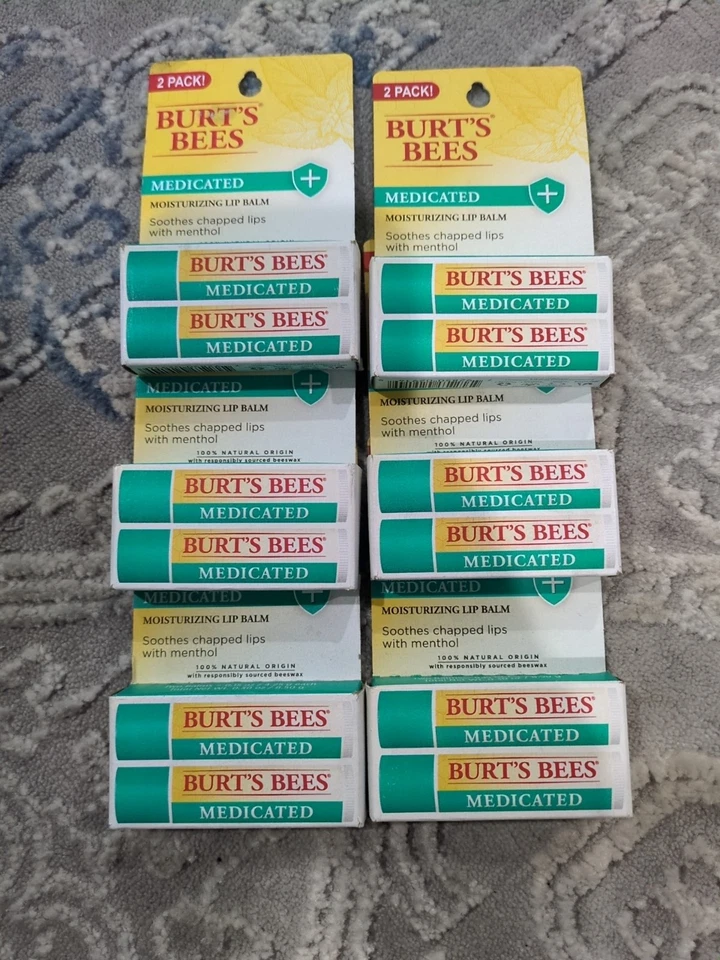 2 PACK!
BURT'S
BEES®
MEDICATED
MOISTURIZING LIP BALM
Soothes chapped lips
with menthol
BURT'S BEES®
MEDICATED
BURT'S BEES®
MEDICATED
MEDICATED
MOISTURIZING LIP BALM
Soothes chapped lips
with menthol
100% NATURAL ORIGIN
with responsibly sourced beeswax
BURT'S BEES®
MEDICATED
BURT'S BEES®
MEDICATED
MEDICATED
MOISTURIZING LIP BALM
Soothes chapped lips
with menthol
100% NATURAL ORIGIN
with responsibly sourced beeswax
BURT'S BEES®
MEDICATED
BURT'S BEES®
MEDICATED
2 PACK!
BURT'S
BEES®
MEDICATED
MOISTURIZING LIP BALM
Soothes chapped lips
with menthol
BURT'S BEES®
MEDICATED
BURT'S BEES®
MEDICATED
MOISTURIZING LIP BALM
Soothes chapped lips
with menthol
100% NATURAL ORIGIN
with responsibly sourced beeswax
BURT'S BEES®
MEDICATED
BURT'S BEES®
MEDICATED
MEDICATED
MOISTURIZING LIP BALM
Soothes chapped lips
with menthol
100% NATURAL ORIGIN
with responsibly sourced beeswax
BURT'S BEES®
MEDICATED
BURT'S BEES®
MEDICATED